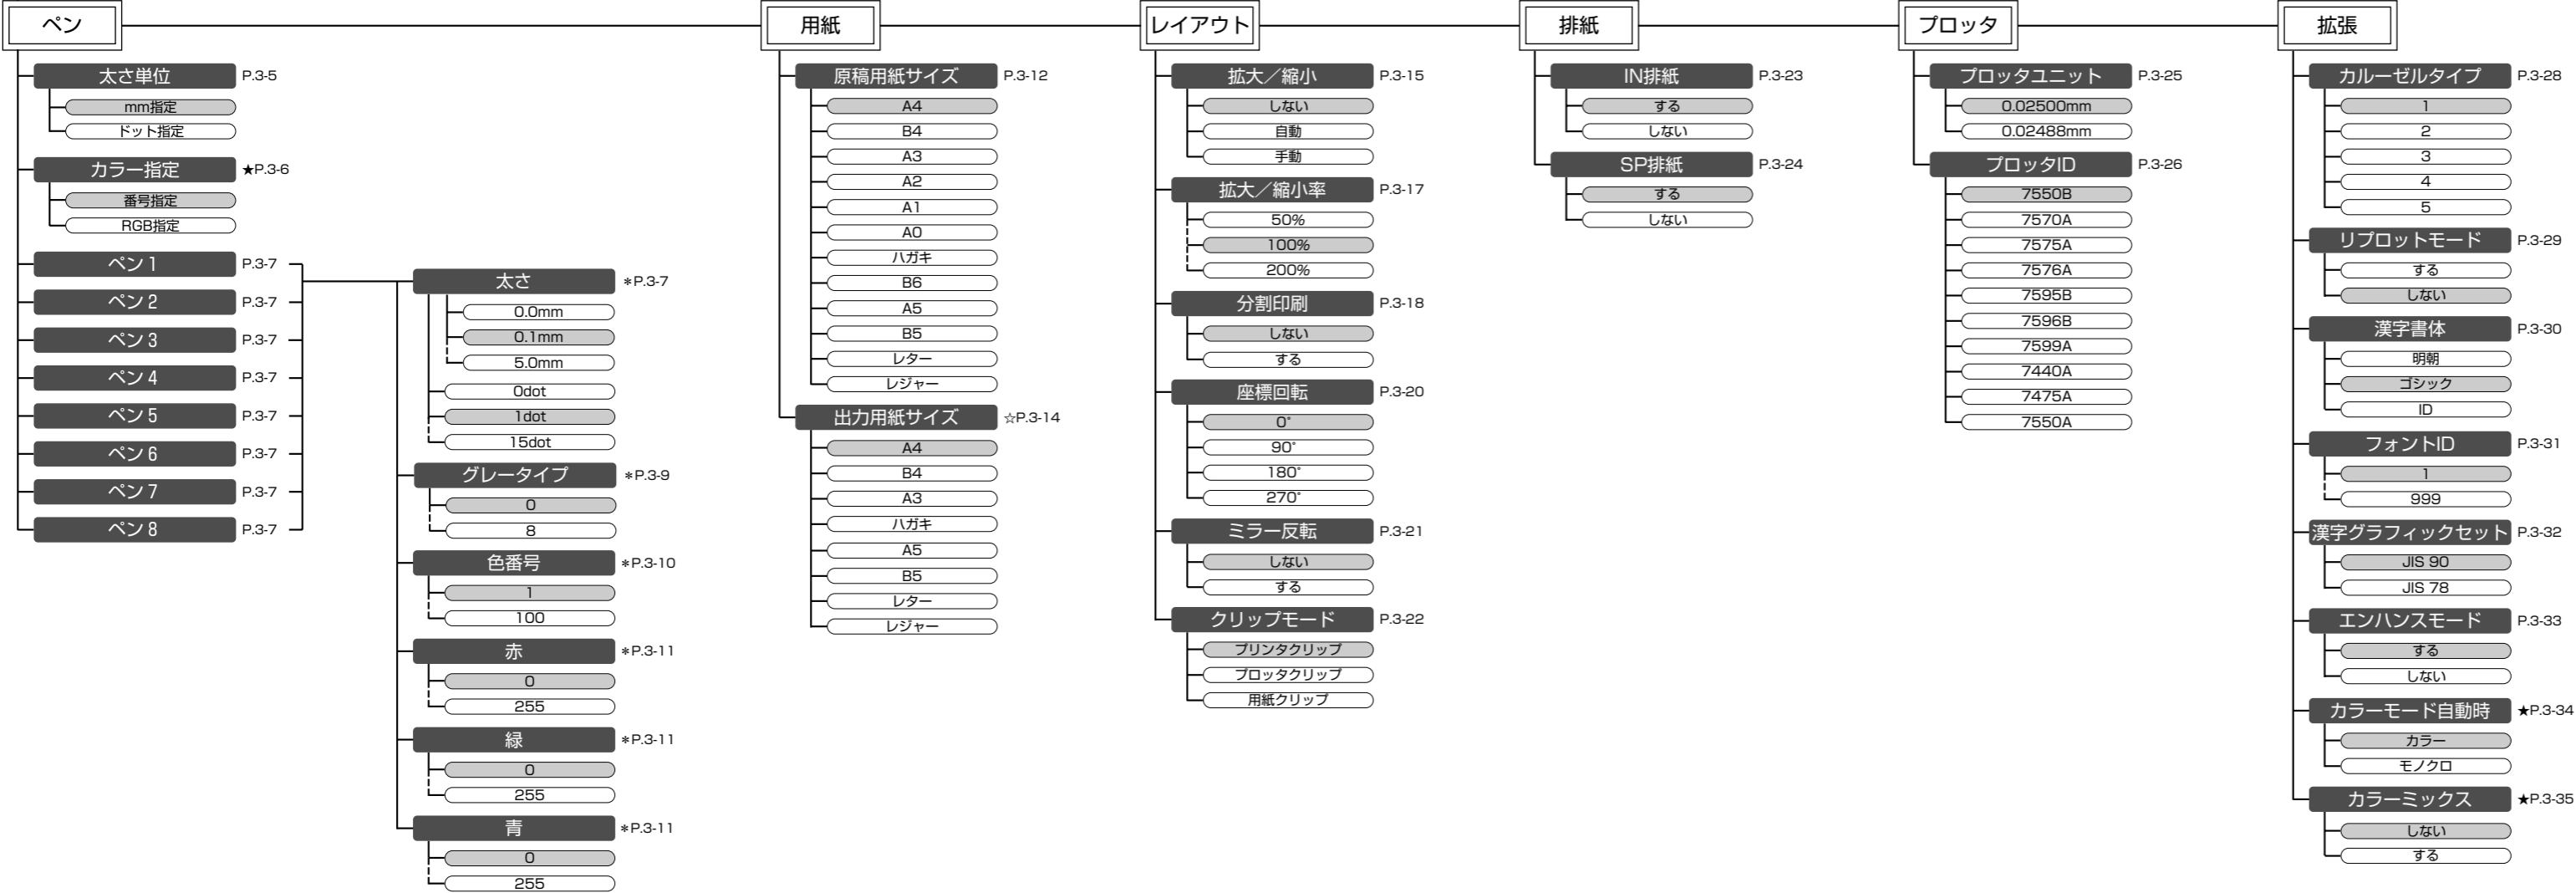 ペン
太さ単位 P.3-5
mm指定
ドット指定
カラー指定 ★P.3-6
番号指定
RGB指定
ペン 1 P.3-7
ペン 2 P.3-7
ペン 3 P.3-7
ペン 4 P.3-7
ペン 5 P.3-7
ペン 6 P.3-7
ペン 7 P.3-7
ペン 8 P.3-7
太さ *P.3-7
0.0mm
0.1mm
5.0mm
0dot
1dot
15dot
グレータイプ *P.3-9
0
8
色番号 *P.3-10
1
100
赤 *P.3-11
0
255
緑 *P.3-11
0
255
青 *P.3-11
0
255
用紙
原稿用紙サイズ P.3-12
A4
B4
A3
A2
A1
A0
ハガキ
B6
A5
B5
レター
レジャー
出力用紙サイズ ☆P.3-14
A4
B4
A3
ハガキ
A5
B5
レター
レジャー
レイアウト
拡大／縮小 P.3-15
しない
自動
手動
拡大／縮小率 P.3-17
50%
100%
200%
分割印刷 P.3-18
しない
する
座標回転 P.3-20
0°
90°
180°
270°
ミラー反転 P.3-21
しない
する
クリップモード P.3-22
プリンタクリップ
プロッタクリップ
用紙クリップ
排紙
IN排紙 P.3-23
する
しない
SP排紙 P.3-24
する
しない
プロッタ
プロッタユニット P.3-25
0.02500mm
0.02488mm
プロッタID P.3-26
7550B
7570A
7575A
7576A
7595B
7596B
7599A
7440A
7475A
7550A
拡張
カルーゼルタイプ P.3-28
1
2
3
4
5
リプロットモード P.3-29
する
しない
漢字書体 P.3-30
明朝
ゴシック
ID
フォントID P.3-31
1
999
漢字グラフィックセット P.3-32
JIS 90
JIS 78
エンハンスモード P.3-33
する
しない
カラーモード自動時 ★P.3-34
カラー
モノクロ
カラーミックス ★P.3-35
しない
する